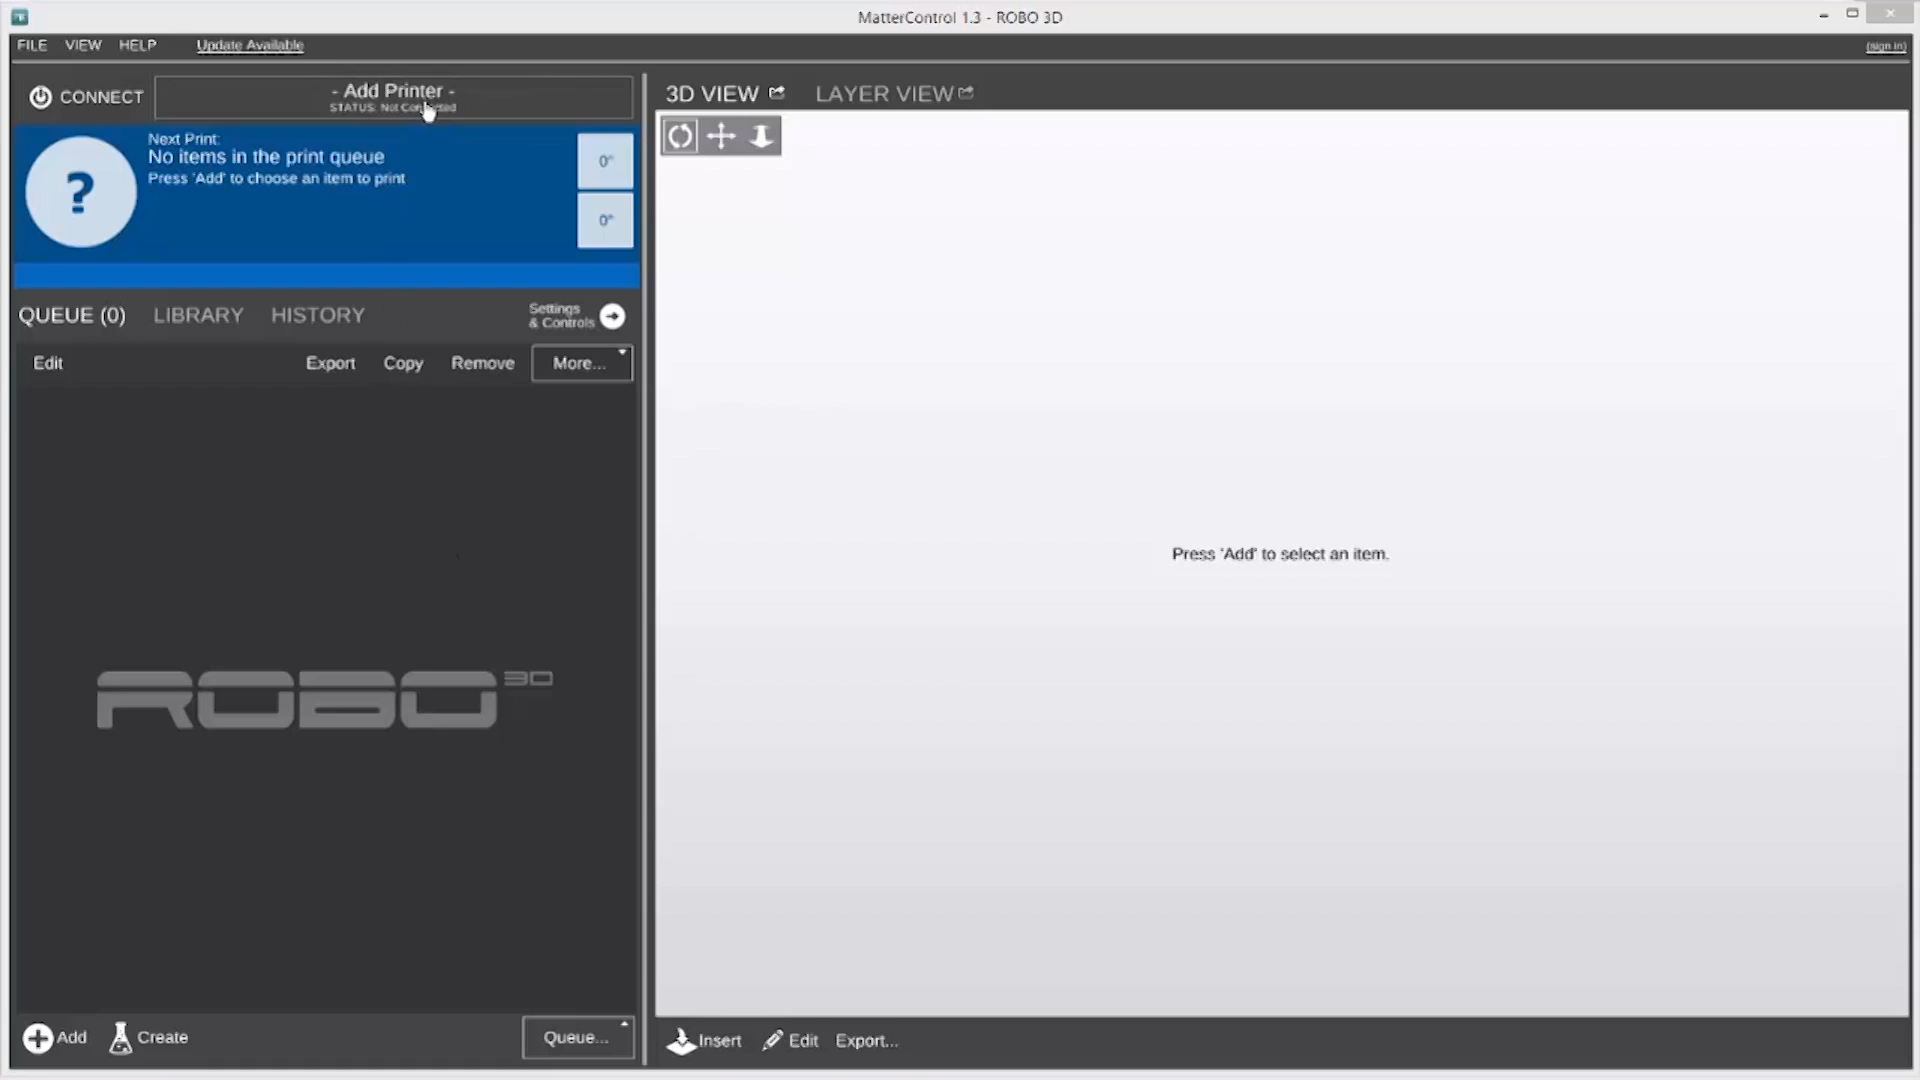 MatterControl 1.3 - ROBO 3D
FILE VIEW HELP Update Available (sign in)
CONNECT
- Add Printer -
STATUS: Not Connected
3D VIEW LAYER VIEW
Next Print:
No items in the print queue
Press 'Add' to choose an item to print
?
0°
0°
QUEUE (0) LIBRARY HISTORY
Settings
& Controls
Edit Export Copy Remove More...
Press 'Add' to select an item.
ROBO 3D
Add Create Queue...
Insert Edit Export...